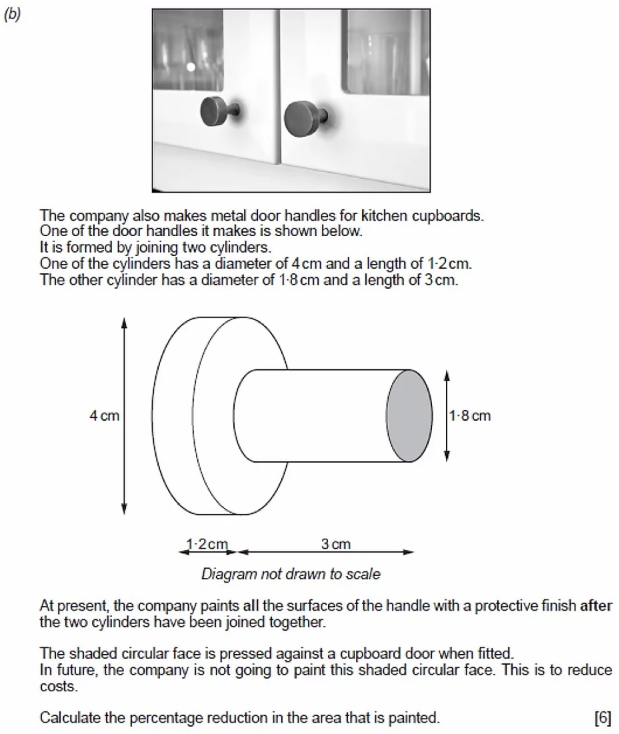 (b)
The company also makes metal door handles for kitchen cupboards.
One of the door handles it makes is shown below.
It is formed by joining two cylinders.
One of the cylinders has a diameter of 4 cm and a length of 1·2 cm.
The other cylinder has a diameter of 1·8 cm and a length of 3 cm.
4 cm
1·8 cm
1·2 cm
3 cm
Diagram not drawn to scale
At present, the company paints all the surfaces of the handle with a protective finish after
the two cylinders have been joined together.
The shaded circular face is pressed against a cupboard door when fitted.
In future, the company is not going to paint this shaded circular face. This is to reduce
costs.
Calculate the percentage reduction in the area that is painted. [6]